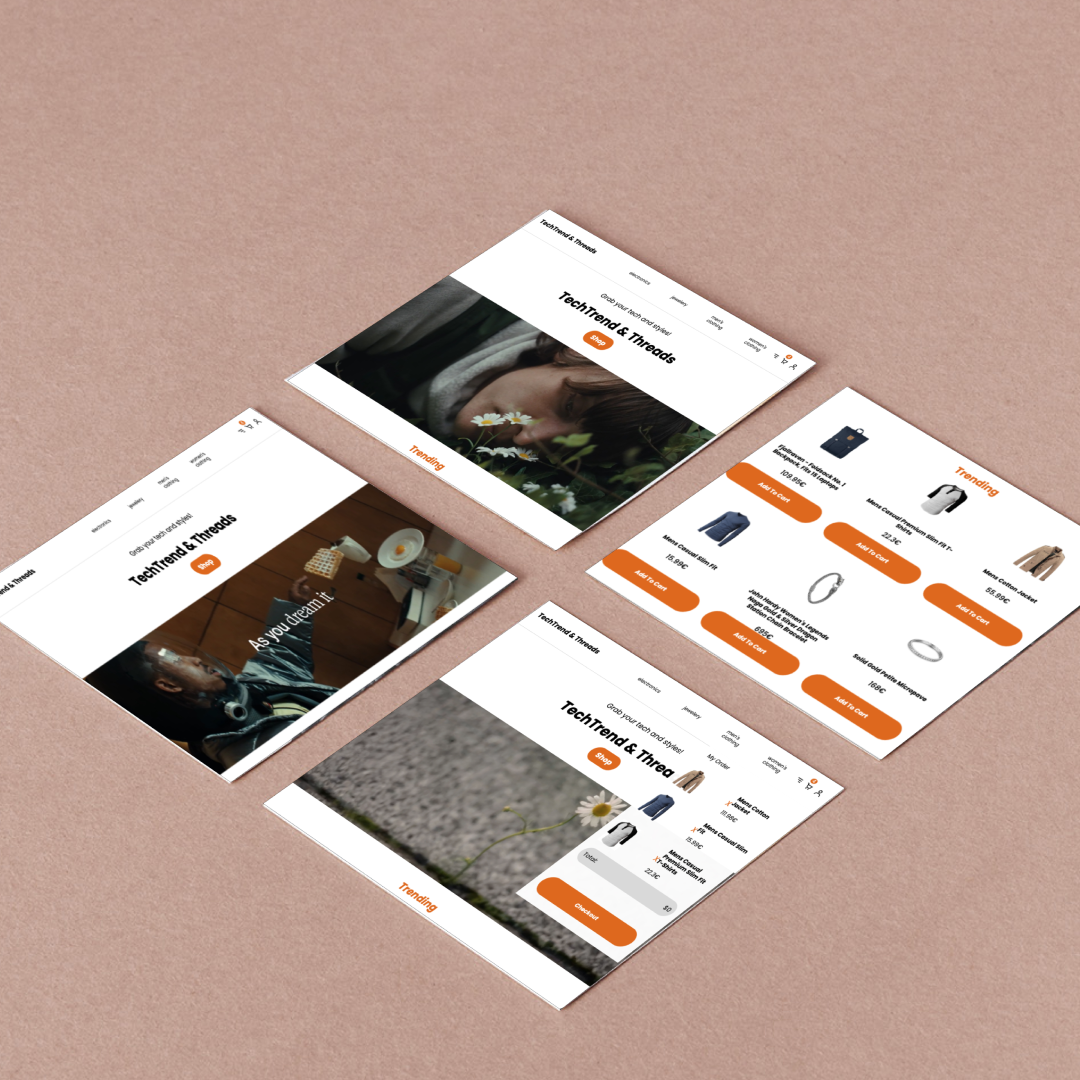 TechTrend & Threads
electronics
jewelery
men's
clothing
women's
clothing
Grab your tech and styles!
TechTrend & Threads
Shop
Trending
electronics
jewelery
men's
clothing
women's
clothing
Grab your tech and styles!
TechTrend & Threads
Shop
As you dream it
Trending
Fjallraven - Foldsack No. 1
Backpack, Fits 15 Laptops
109.95€
Add To Cart
Mens Casual Premium Slim Fit T-
Shirts
22.3€
Add To Cart
Mens Cotton Jacket
55.99€
Add To Cart
Mens Casual Slim Fit
15.99€
Add To Cart
John Hardy Women's Legends
Naga Gold & Silver Dragon
Station Chain Bracelet
695€
Add To Cart
Solid Gold Petite Micropave
168€
Add To Cart
TechTrend & Threads
electronics
jewelery
men's
clothing
women's
clothing
Grab your tech and styles!
TechTrend & Threa
Shop
My Order
Mens Cotton
Jacket
X
Mens Casual Slim
Fit
X
15.99€
Mens Casual
Premium Slim Fit
T-Shirts
X
22.3€
Total:
$0
Checkout
Trending